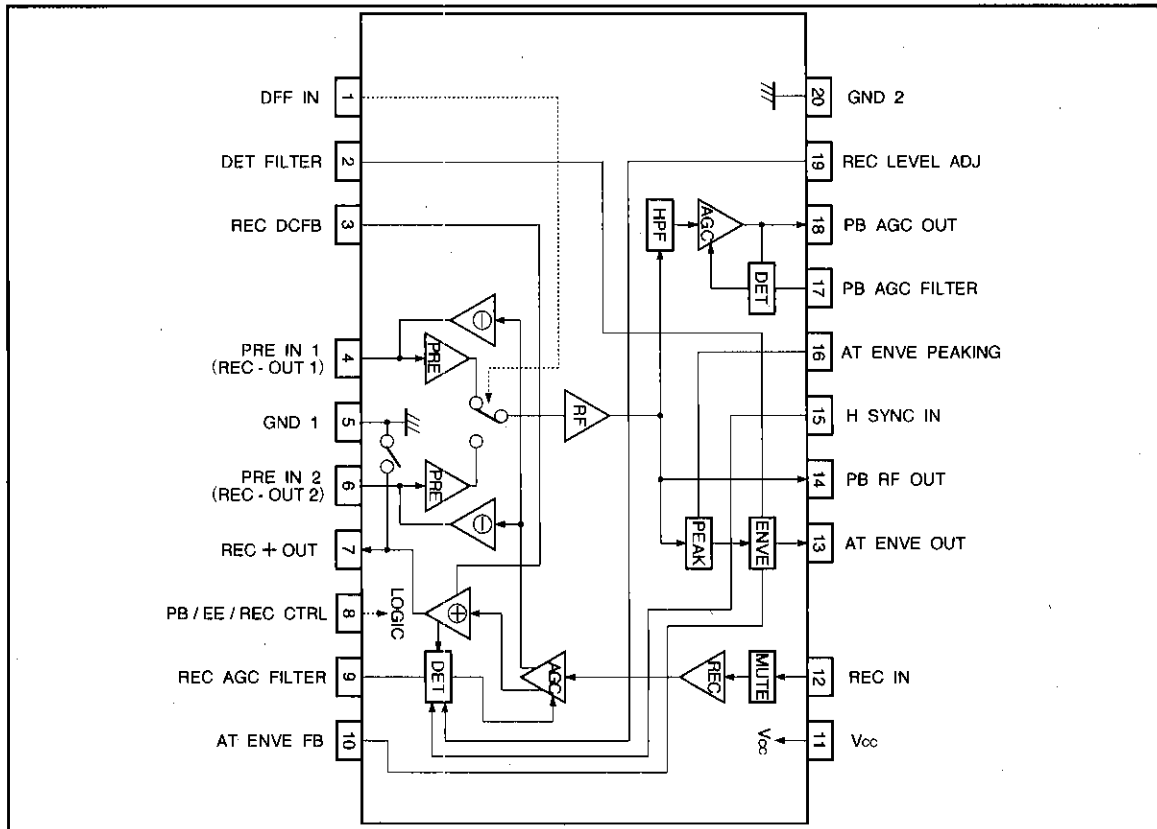 DFF IN
1
DET FILTER
2
REC DCFB
3
PRE IN 1
(REC - OUT 1)
4
GND 1
5
PRE IN 2
(REC - OUT 2)
6
REC + OUT
7
PB / EE / REC CTRL
8
REC AGC FILTER
9
AT ENVE FB
10
PRE
PRE
LOGIC
DET
RF
AGC
REC
MUTE
HPF
AGC
DET
PEAK
ENVE
Vcc
20
GND 2
19
REC LEVEL ADJ
18
PB AGC OUT
17
PB AGC FILTER
16
AT ENVE PEAKING
15
H SYNC IN
14
PB RF OUT
13
AT ENVE OUT
12
REC IN
11
Vcc